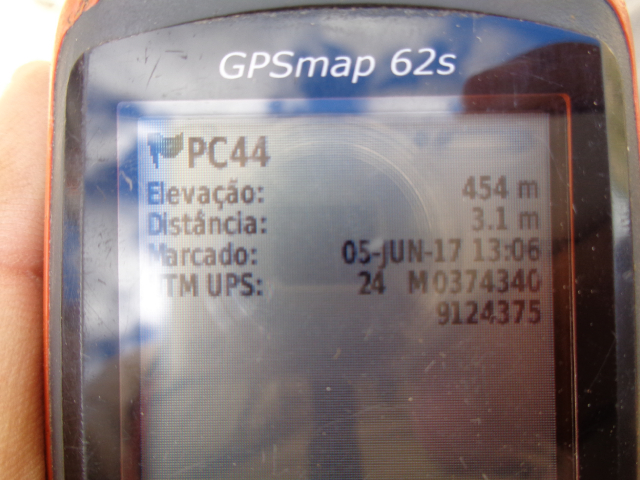 GPSmap 62s
PC44
Elevação: 454 m
Distância: 3.1 m
Marcado: 05-JUN-17 13:06
UTM UPS: 24 M 0374340
9124375